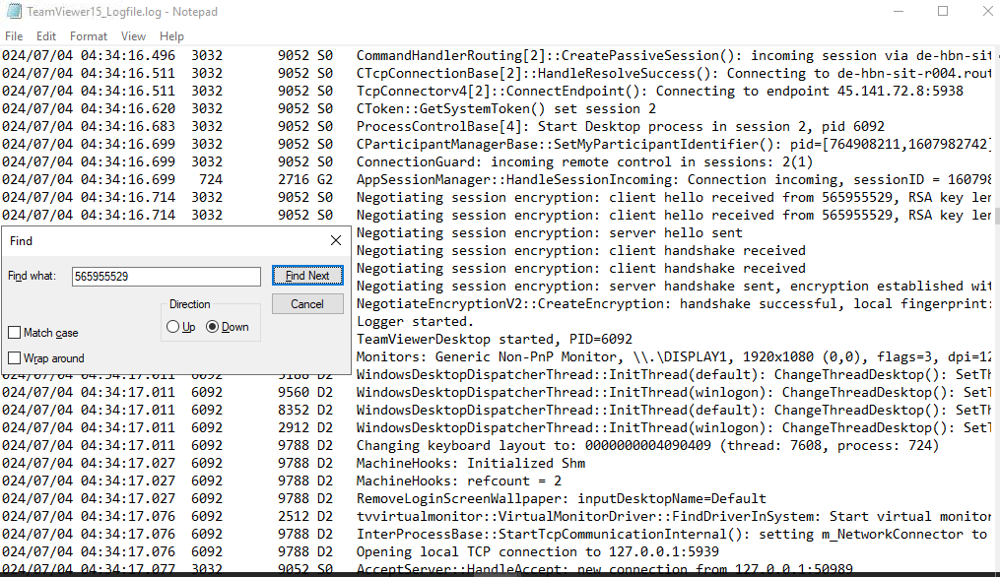 TeamViewer15_Logfile.log - Notepad
File Edit Format View Help
024/07/04 04:34:16.496 3032 9052 S0 CommandHandlerRouting[2]::CreatePassiveSession(): incoming session via de-hbn-sit
024/07/04 04:34:16.511 3032 9052 S0 CTcpConnectionBase[2]::HandleResolveSuccess(): Connecting to de-hbn-sit-r004.rout
024/07/04 04:34:16.511 3032 9052 S0 TcpConnectorv4[2]::ConnectEndpoint(): Connecting to endpoint 45.141.72.8:5938
024/07/04 04:34:16.620 3032 9052 S0 CToken::GetSystemToken() set session 2
024/07/04 04:34:16.683 3032 9052 S0 ProcessControlBase[4]: Start Desktop process in session 2, pid 6092
024/07/04 04:34:16.699 3032 9052 S0 CParticipantManagerBase::SetMyParticipantIdentifier(): pid=[764908211,1607982742]
024/07/04 04:34:16.699 3032 9052 S0 ConnectionGuard: incoming remote control in sessions: 2(1)
024/07/04 04:34:16.699 724 2716 G2 AppSessionManager::HandleSessionIncoming: Connection incoming, sessionID = 160798
024/07/04 04:34:16.714 3032 9052 S0 Negotiating session encryption: client hello received from 565955529, RSA key len
024/07/04 04:34:16.714 3032 9052 S0 Negotiating session encryption: client hello received from 565955529, RSA key len
Negotiating session encryption: server hello sent
Negotiating session encryption: client handshake received
Negotiating session encryption: client handshake received
Negotiating session encryption: server handshake sent, encryption established wit
NegotiateEncryptionV2::CreateEncryption: handshake successful, local fingerprint:
Logger started.
TeamViewerDesktop started, PID=6092
Monitors: Generic Non-PnP Monitor, \\.\DISPLAY1, 1920x1080 (0,0), flags=3, dpi=12
Find
Find what: 565955529 Find Next
Direction Cancel
Up Down
Match case
Wrap around
024/07/04 04:34:17.011 6092 5188 D2 WindowsDesktopDispatcherThread::InitThread(default): ChangeThreadDesktop(): SetTh
024/07/04 04:34:17.011 6092 9560 D2 WindowsDesktopDispatcherThread::InitThread(winlogon): ChangeThreadDesktop(): SetT
024/07/04 04:34:17.011 6092 8352 D2 WindowsDesktopDispatcherThread::InitThread(default): ChangeThreadDesktop(): SetTh
024/07/04 04:34:17.011 6092 2912 D2 WindowsDesktopDispatcherThread::InitThread(winlogon): ChangeThreadDesktop(): SetT
024/07/04 04:34:17.011 6092 9788 D2 Changing keyboard layout to: 0000000004090409 (thread: 7608, process: 724)
024/07/04 04:34:17.027 6092 9788 D2 MachineHooks: Initialized Shm
024/07/04 04:34:17.027 6092 9788 D2 MachineHooks: refcount = 2
024/07/04 04:34:17.027 6092 9788 D2 RemoveLoginScreenWallpaper: inputDesktopName=Default
024/07/04 04:34:17.076 6092 2512 D2 tvvirtualmonitor::VirtualMonitorDriver::FindDriverInSystem: Start virtual monitor
024/07/04 04:34:17.076 6092 9788 D2 InterProcessBase::StartTcpCommunicationInternal(): setting m_NetworkConnector to
024/07/04 04:34:17.076 6092 9788 D2 Opening local TCP connection to 127.0.0.1:5939
024/07/04 04:34:17.077 3032 9052 S0 AcceptServer::HandleAccept: new connection from 127.0.0.1:50989